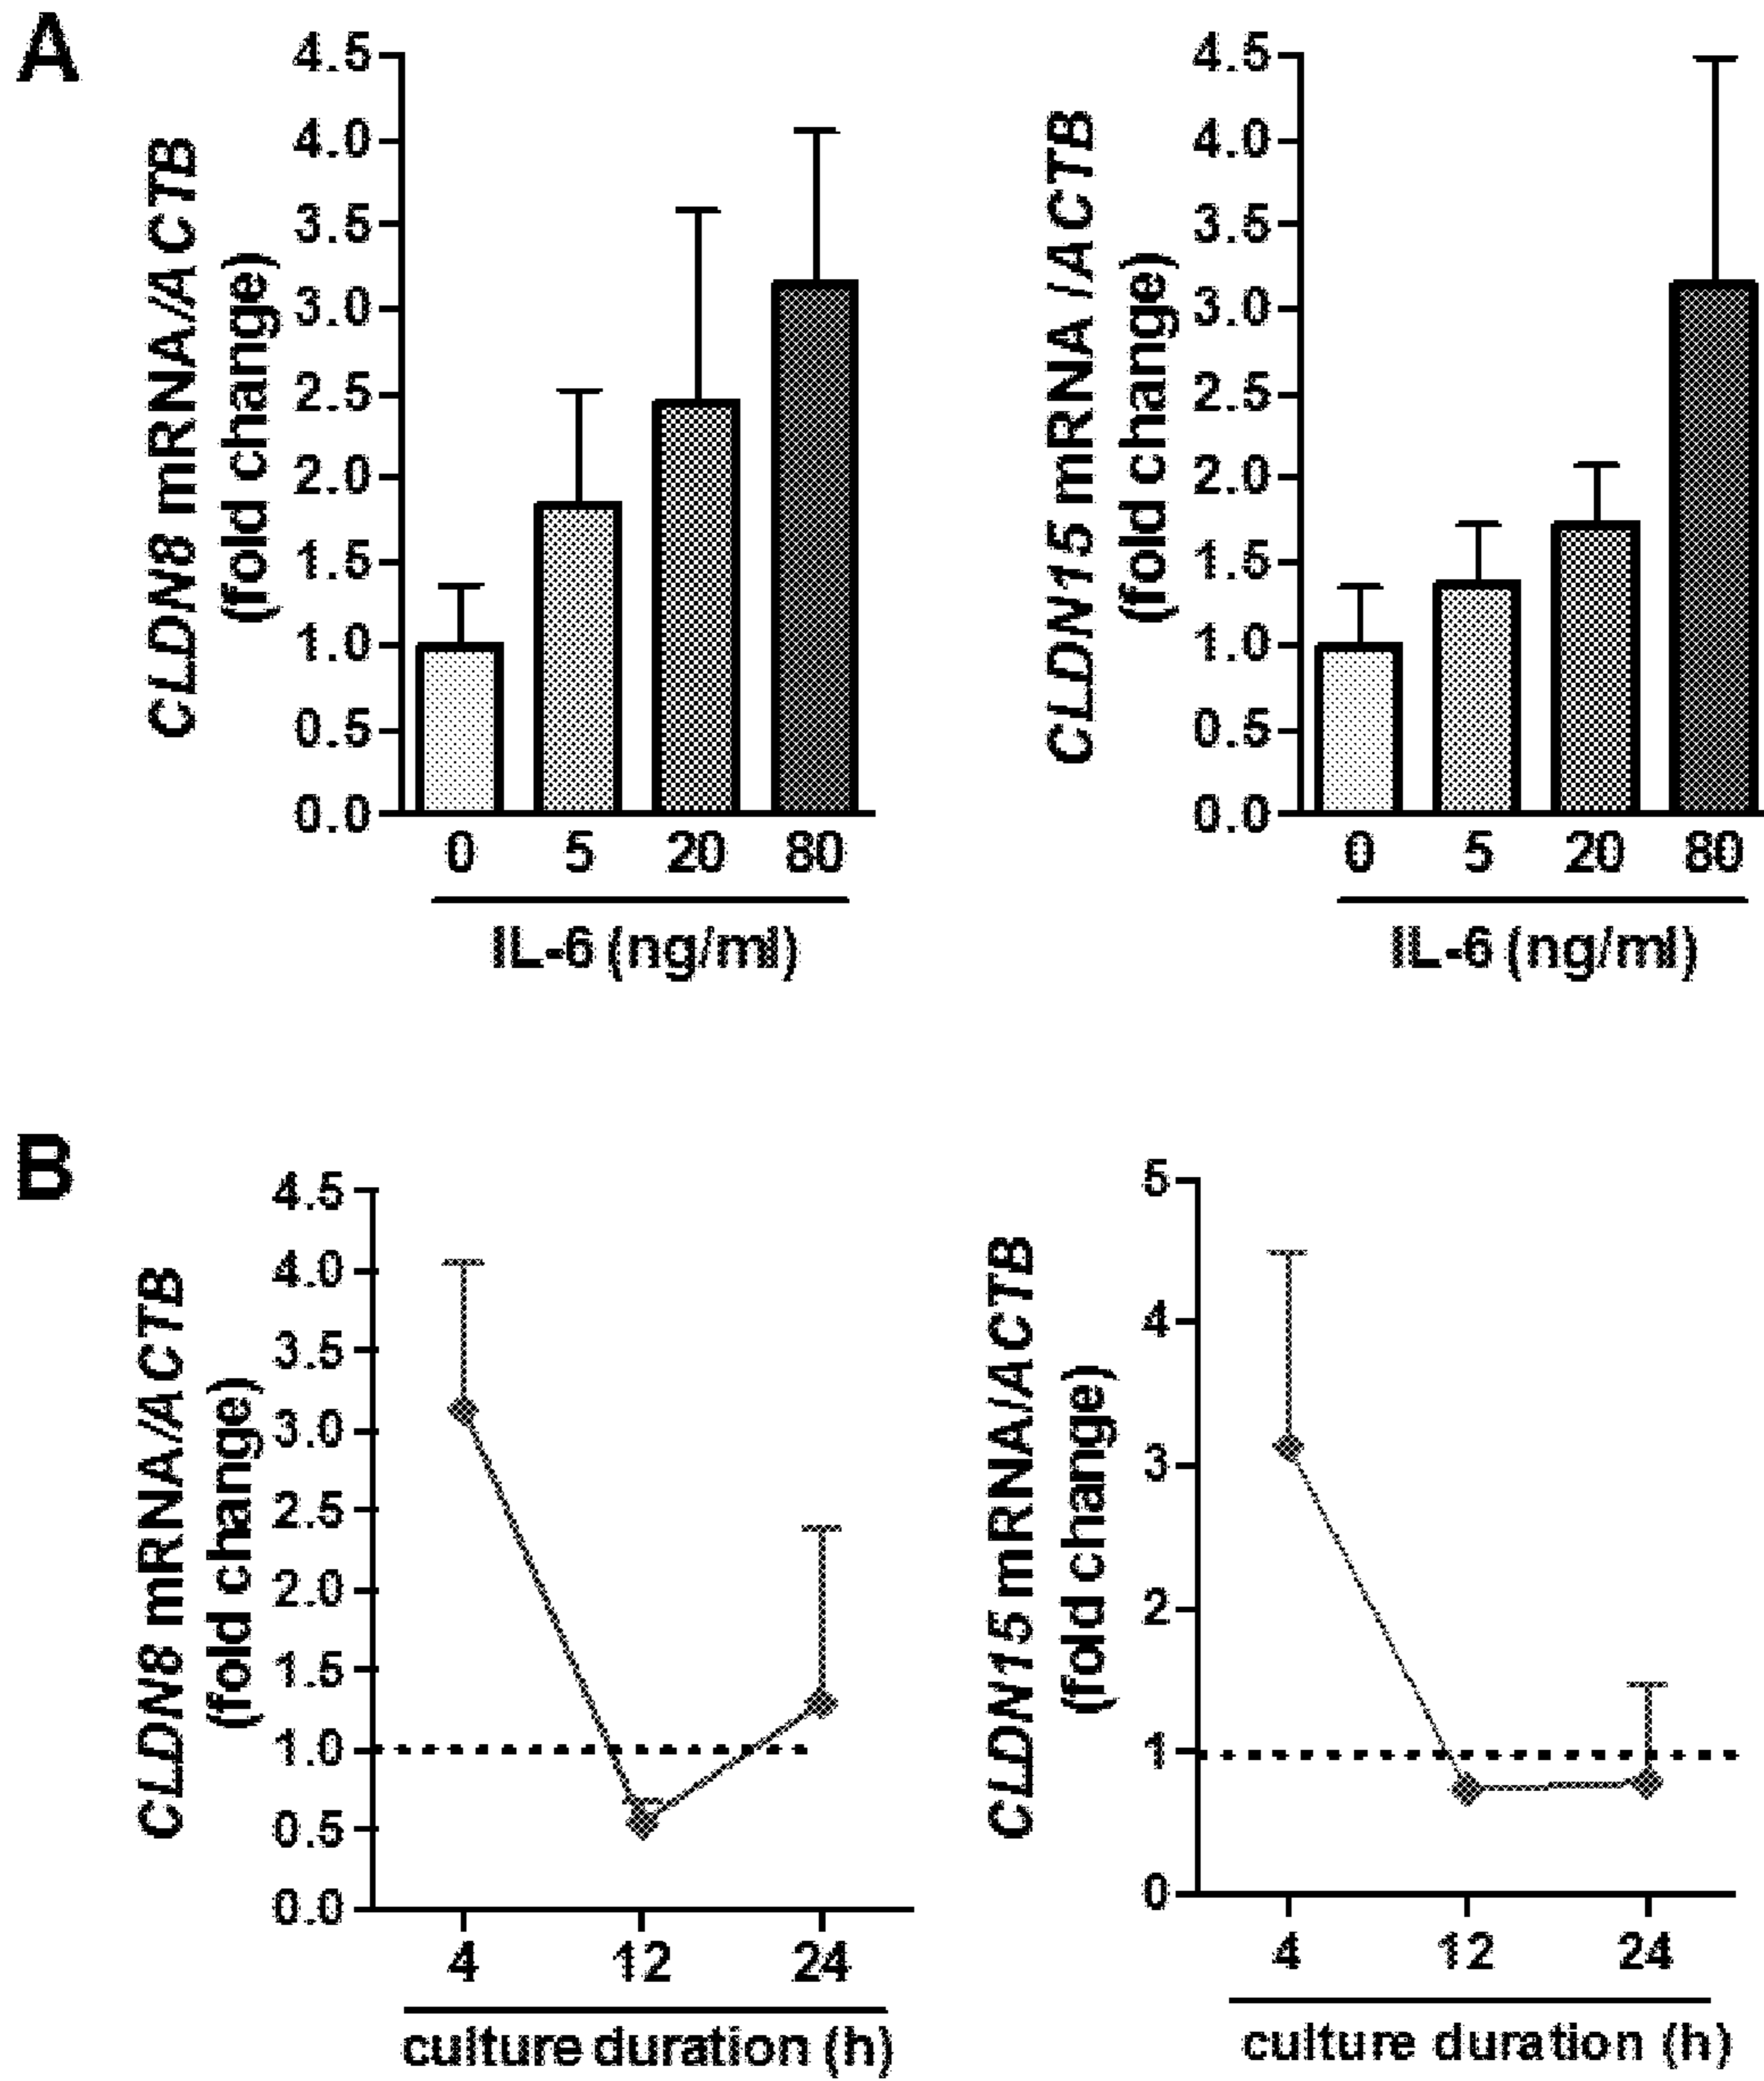 A
CLDN8 mRNA/ACTB
(fold change)
4.5
4.0
3.5
3.0
2.5
2.0
1.5
1.0
0.5
0.0
0 5 20 80
IL-6 (ng/ml)
CLDN15 mRNA /ACTB
(fold change)
4.5
4.0
3.5
3.0
2.5
2.0
1.5
1.0
0.5
0.0
0 5 20 80
IL-6 (ng/ml)
B
CLDN8 mRNA/ACTB
(fold change)
4.5
4.0
3.5
3.0
2.5
2.0
1.5
1.0
0.5
0.0
4 12 24
culture duration (h)
CLDN15 mRNA/ACTB
(fold change)
5
4
3
2
1
0
4 12 24
culture duration (h)